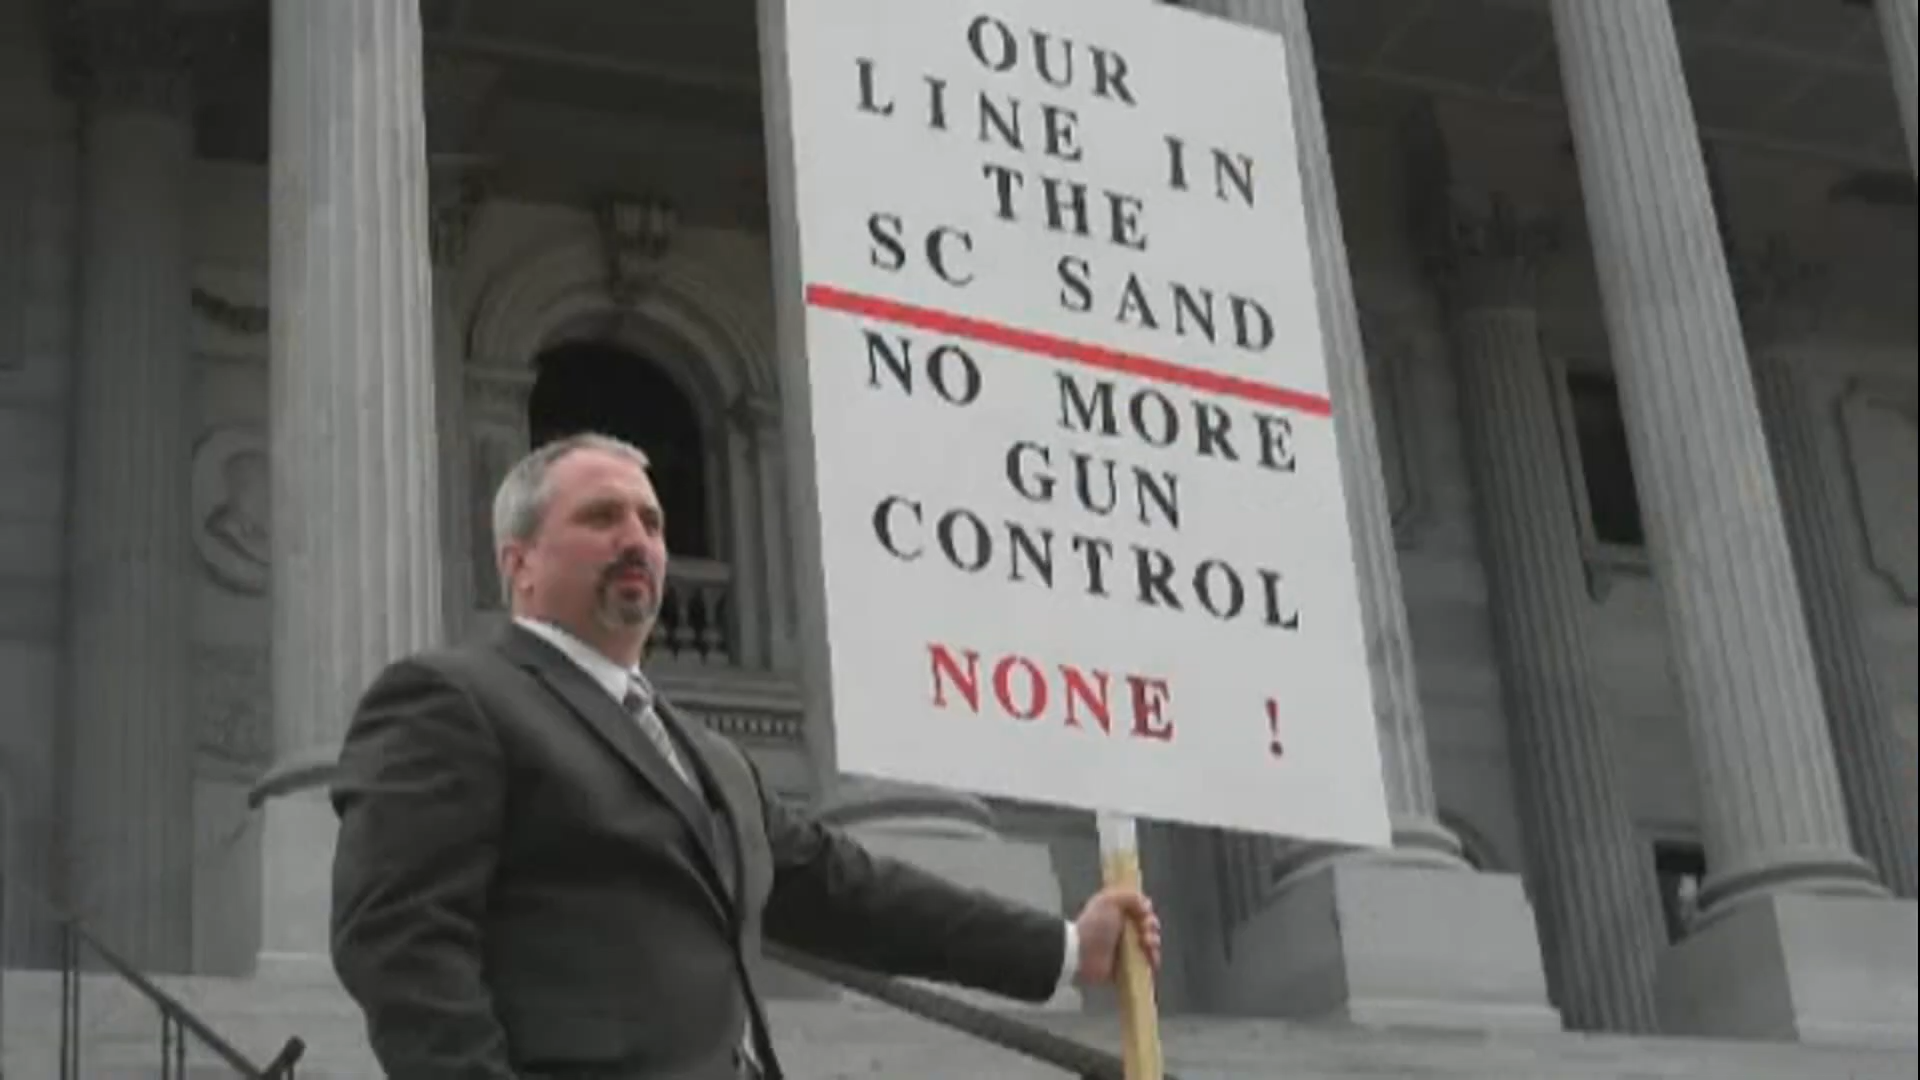 OUR
LINE IN
THE
SC SAND
NO MORE
GUN
CONTROL
NONE !